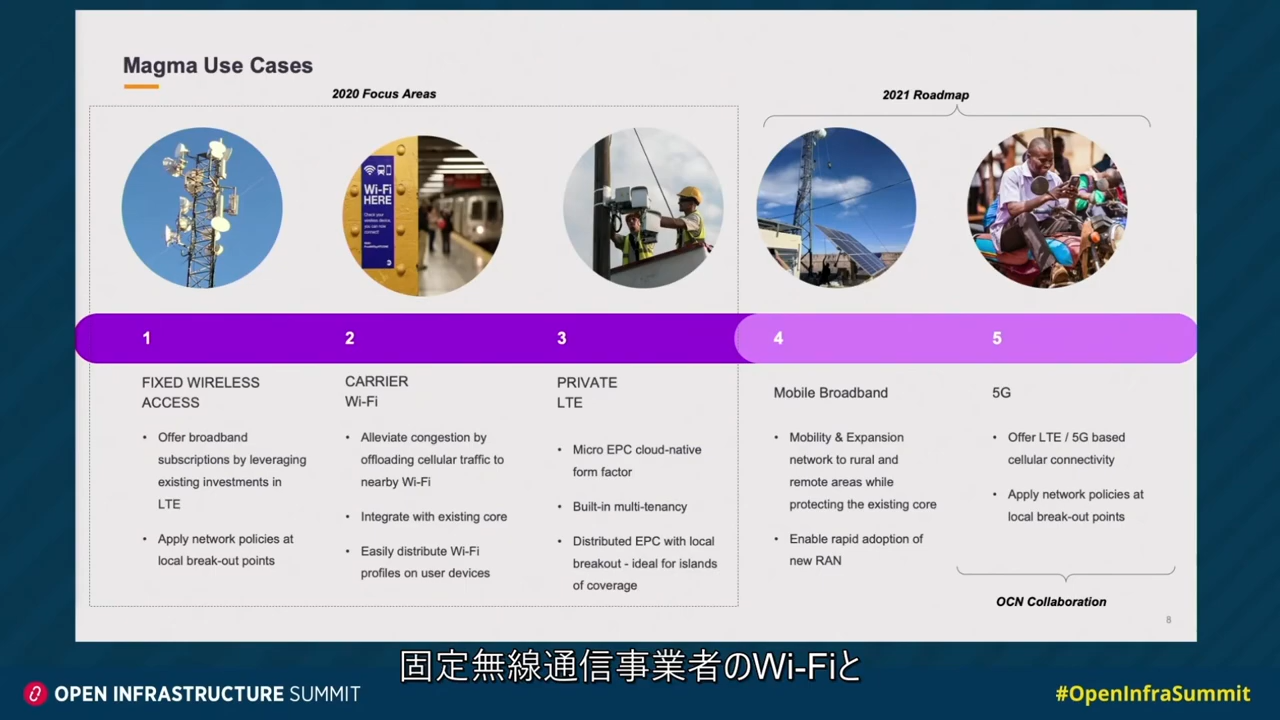 Magma Use Cases
2020 Focus Areas
2021 Roadmap
Wi-Fi
HERE
1
2
3
4
5
FIXED WIRELESS
ACCESS
• Offer broadband
subscriptions by leveraging
existing investments in
LTE
• Apply network policies at
local break-out points
CARRIER
Wi-Fi
• Alleviate congestion by
offloading cellular traffic to
nearby Wi-Fi
• Integrate with existing core
• Easily distribute Wi-Fi
profiles on user devices
PRIVATE
LTE
• Micro EPC cloud-native
form factor
• Built-in multi-tenancy
• Distributed EPC with local
breakout - ideal for islands
of coverage
Mobile Broadband
• Mobility & Expansion
network to rural and
remote areas while
protecting the existing core
• Enable rapid adoption of
new RAN
5G
• Offer LTE / 5G based
cellular connectivity
• Apply network policies at
local break-out points
OCN Collaboration
8
固定無線通信事業者のWi-Fiと
OPEN INFRASTRUCTURE SUMMIT
#OpenInfraSummit